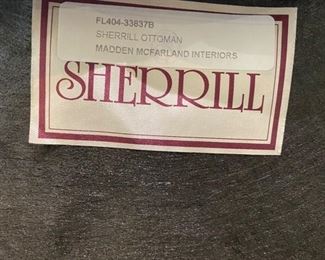 FL404-33837B
SHERRILL OTTOMAN
MADDEN MCFARLAND INTERIORS
SHERRILL